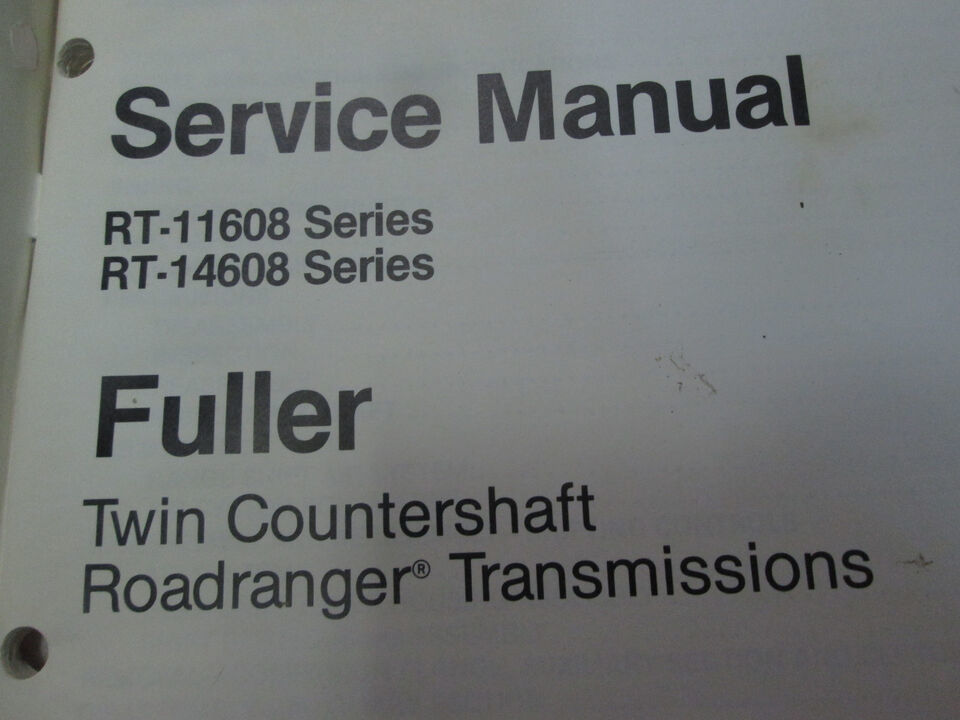 Service Manual
RT-11608 Series
RT-14608 Series
Fuller
Twin Countershaft
Roadranger® Transmissions